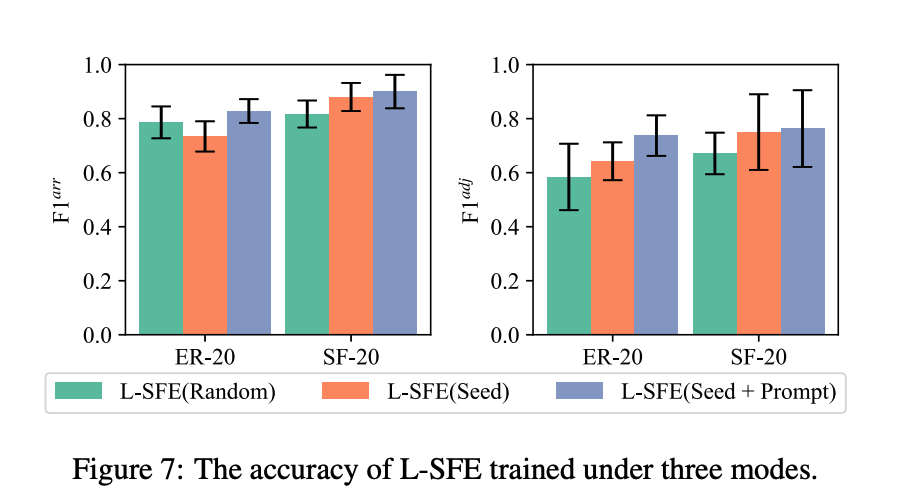 1.0
0.8
0.6
0.4
0.2
0.0
F1^{arr}
ER-20 SF-20
1.0
0.8
0.6
0.4
0.2
0.0
F1^{adj}
ER-20 SF-20
L-SFE(Random) L-SFE(Seed) L-SFE(Seed + Prompt)
Figure 7: The accuracy of L-SFE trained under three modes.